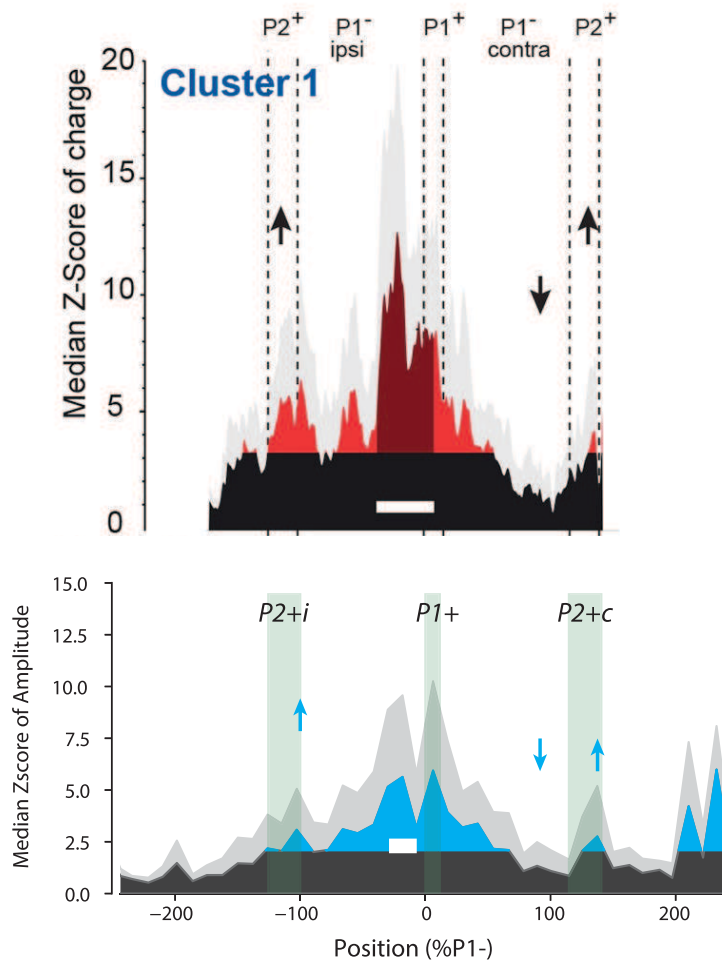 P2+ P1- P1+ P1- P2+
ipsi contra
Cluster 1
Median Z-Score of charge
20
15
10
5
0
P2+i P1+ P2+c
Median Zscore of Amplitude
15.0
12.5
10.0
7.5
5.0
2.5
0.0
−200 −100 0 100 200
Position (%P1-)